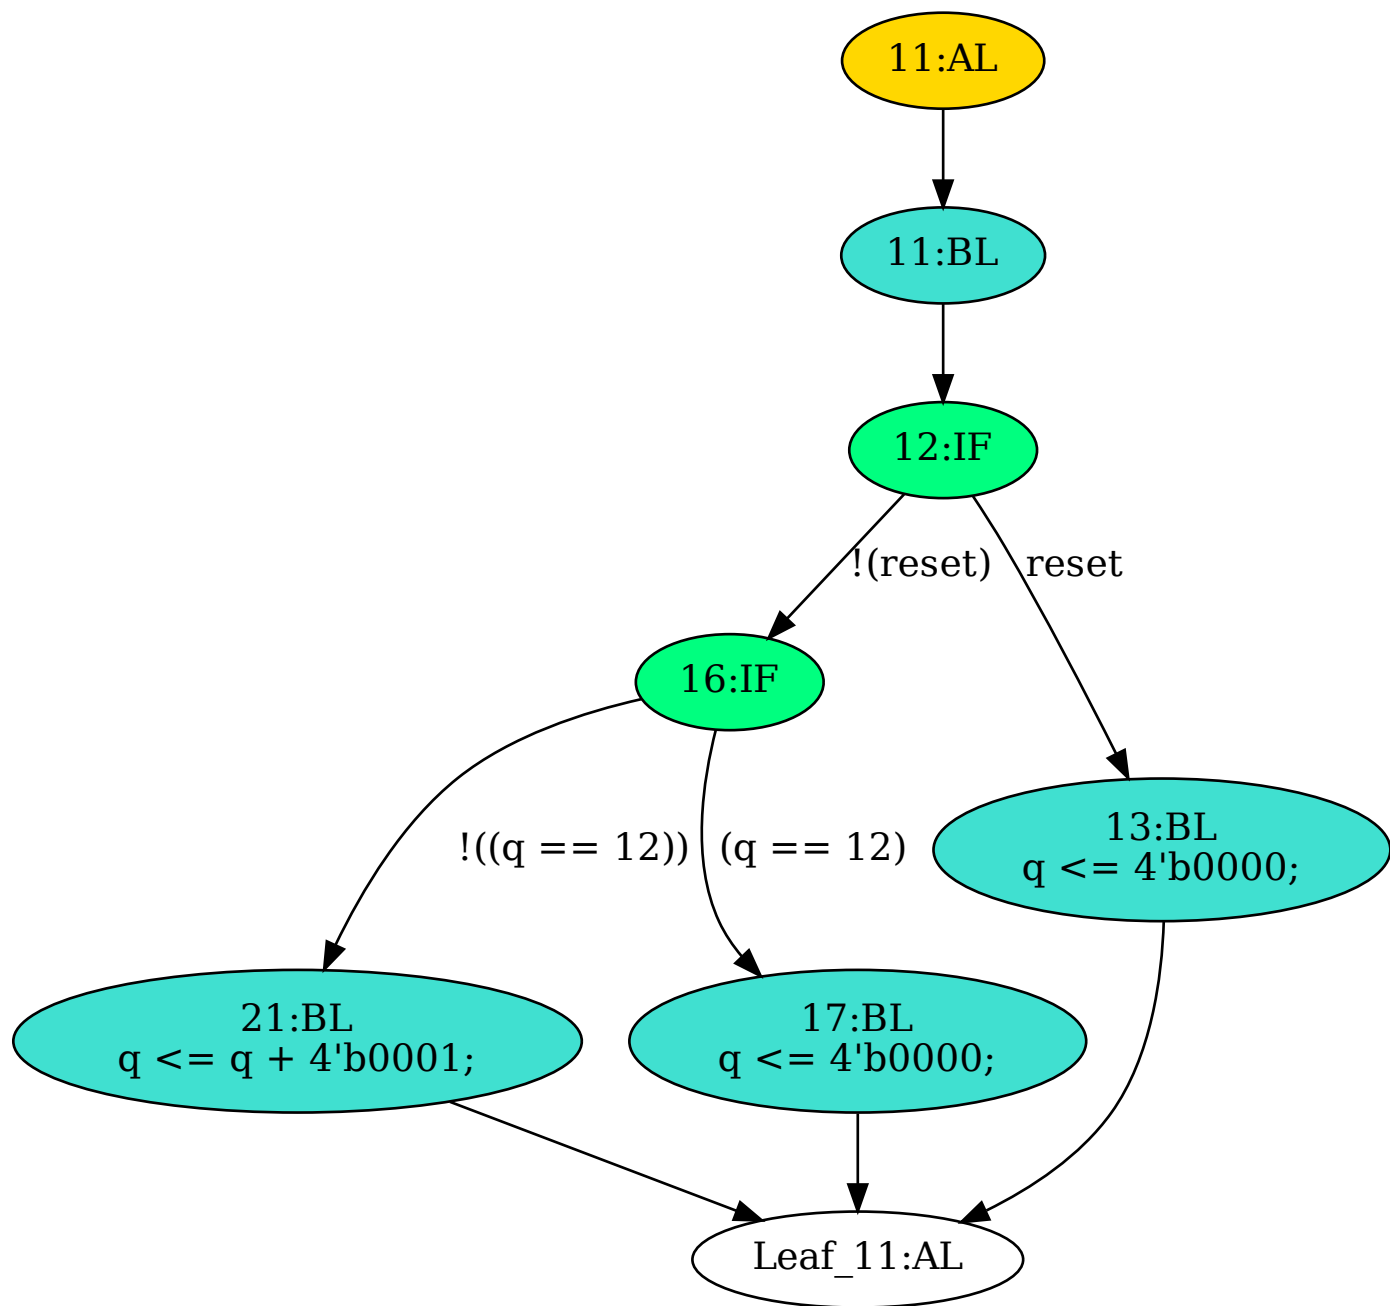 11:AL
11:BL
12:IF
!(reset)
reset
16:IF
!((q == 12))
(q == 12)
13:BL
q <= 4'b0000;
21:BL
q <= q + 4'b0001;
17:BL
q <= 4'b0000;
Leaf_11:AL